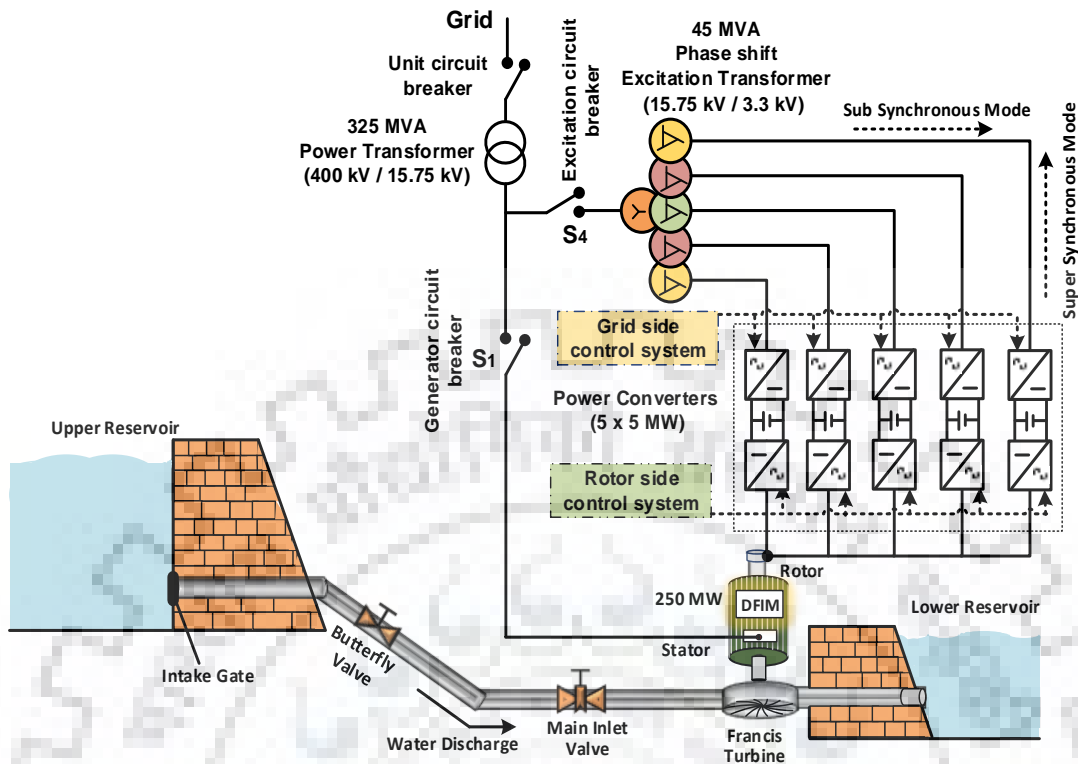 Grid
Unit circuit
breaker
325 MVA
Power Transformer
(400 kV / 15.75 kV)
Excitation circuit
breaker
S4
45 MVA
Phase shift
Excitation Transformer
(15.75 kV / 3.3 kV)
Sub Synchronous Mode
Super Synchronous Mode
Generator circuit
breaker
S1
Grid side
control system
Power Converters
(5 x 5 MW)
Rotor side
control system
Upper Reservoir
Rotor
250 MW
DFIM
Stator
Lower Reservoir
Intake Gate
Butterfly
Valve
Water Discharge
Main Inlet
Valve
Francis
Turbine